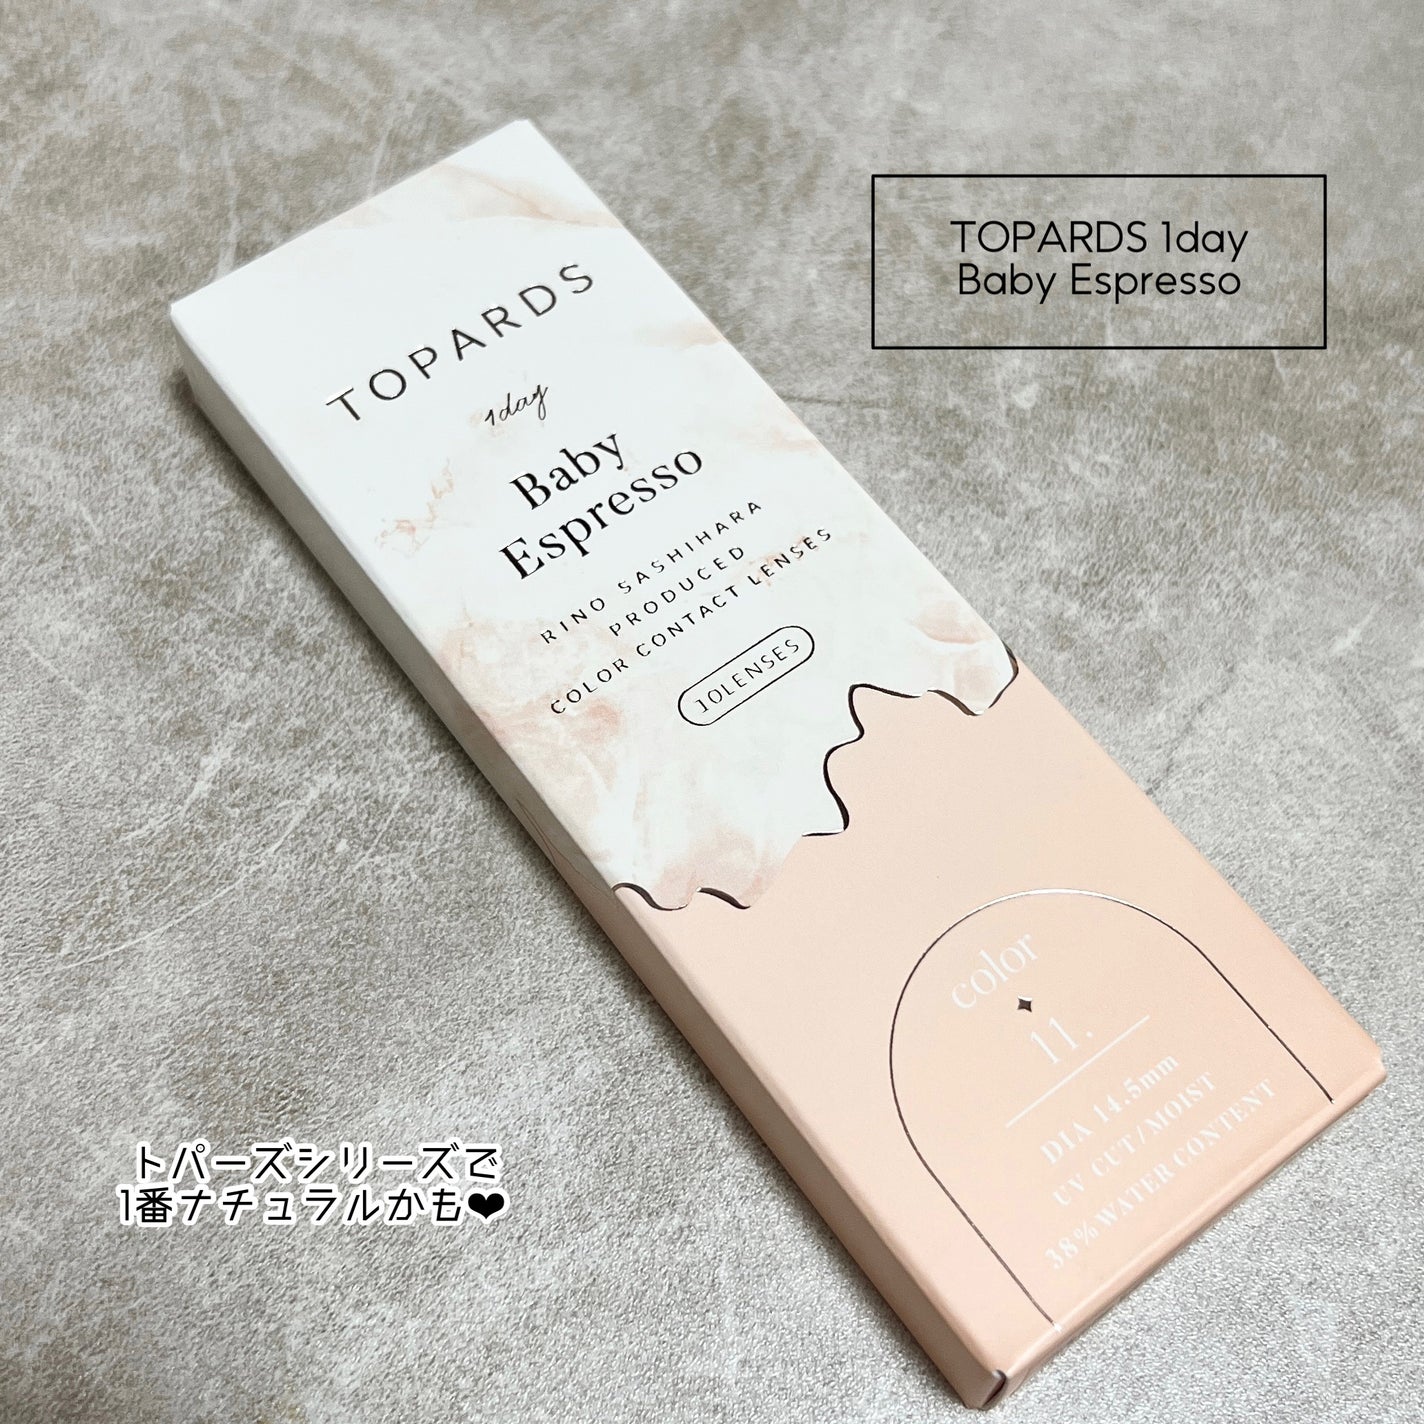 TOPARDS 1day
Baby Espresso
TOPARDS
1day
Baby
Espresso
RINO SASHIHARA
PRODUCED
COLOR CONTACT LENSES
10LENSES
color
11.
DIA 14.5mm
UV CUT/MOIST
38% WATER CONTENT
トパーズシリーズで
1番ナチュラルかも❤